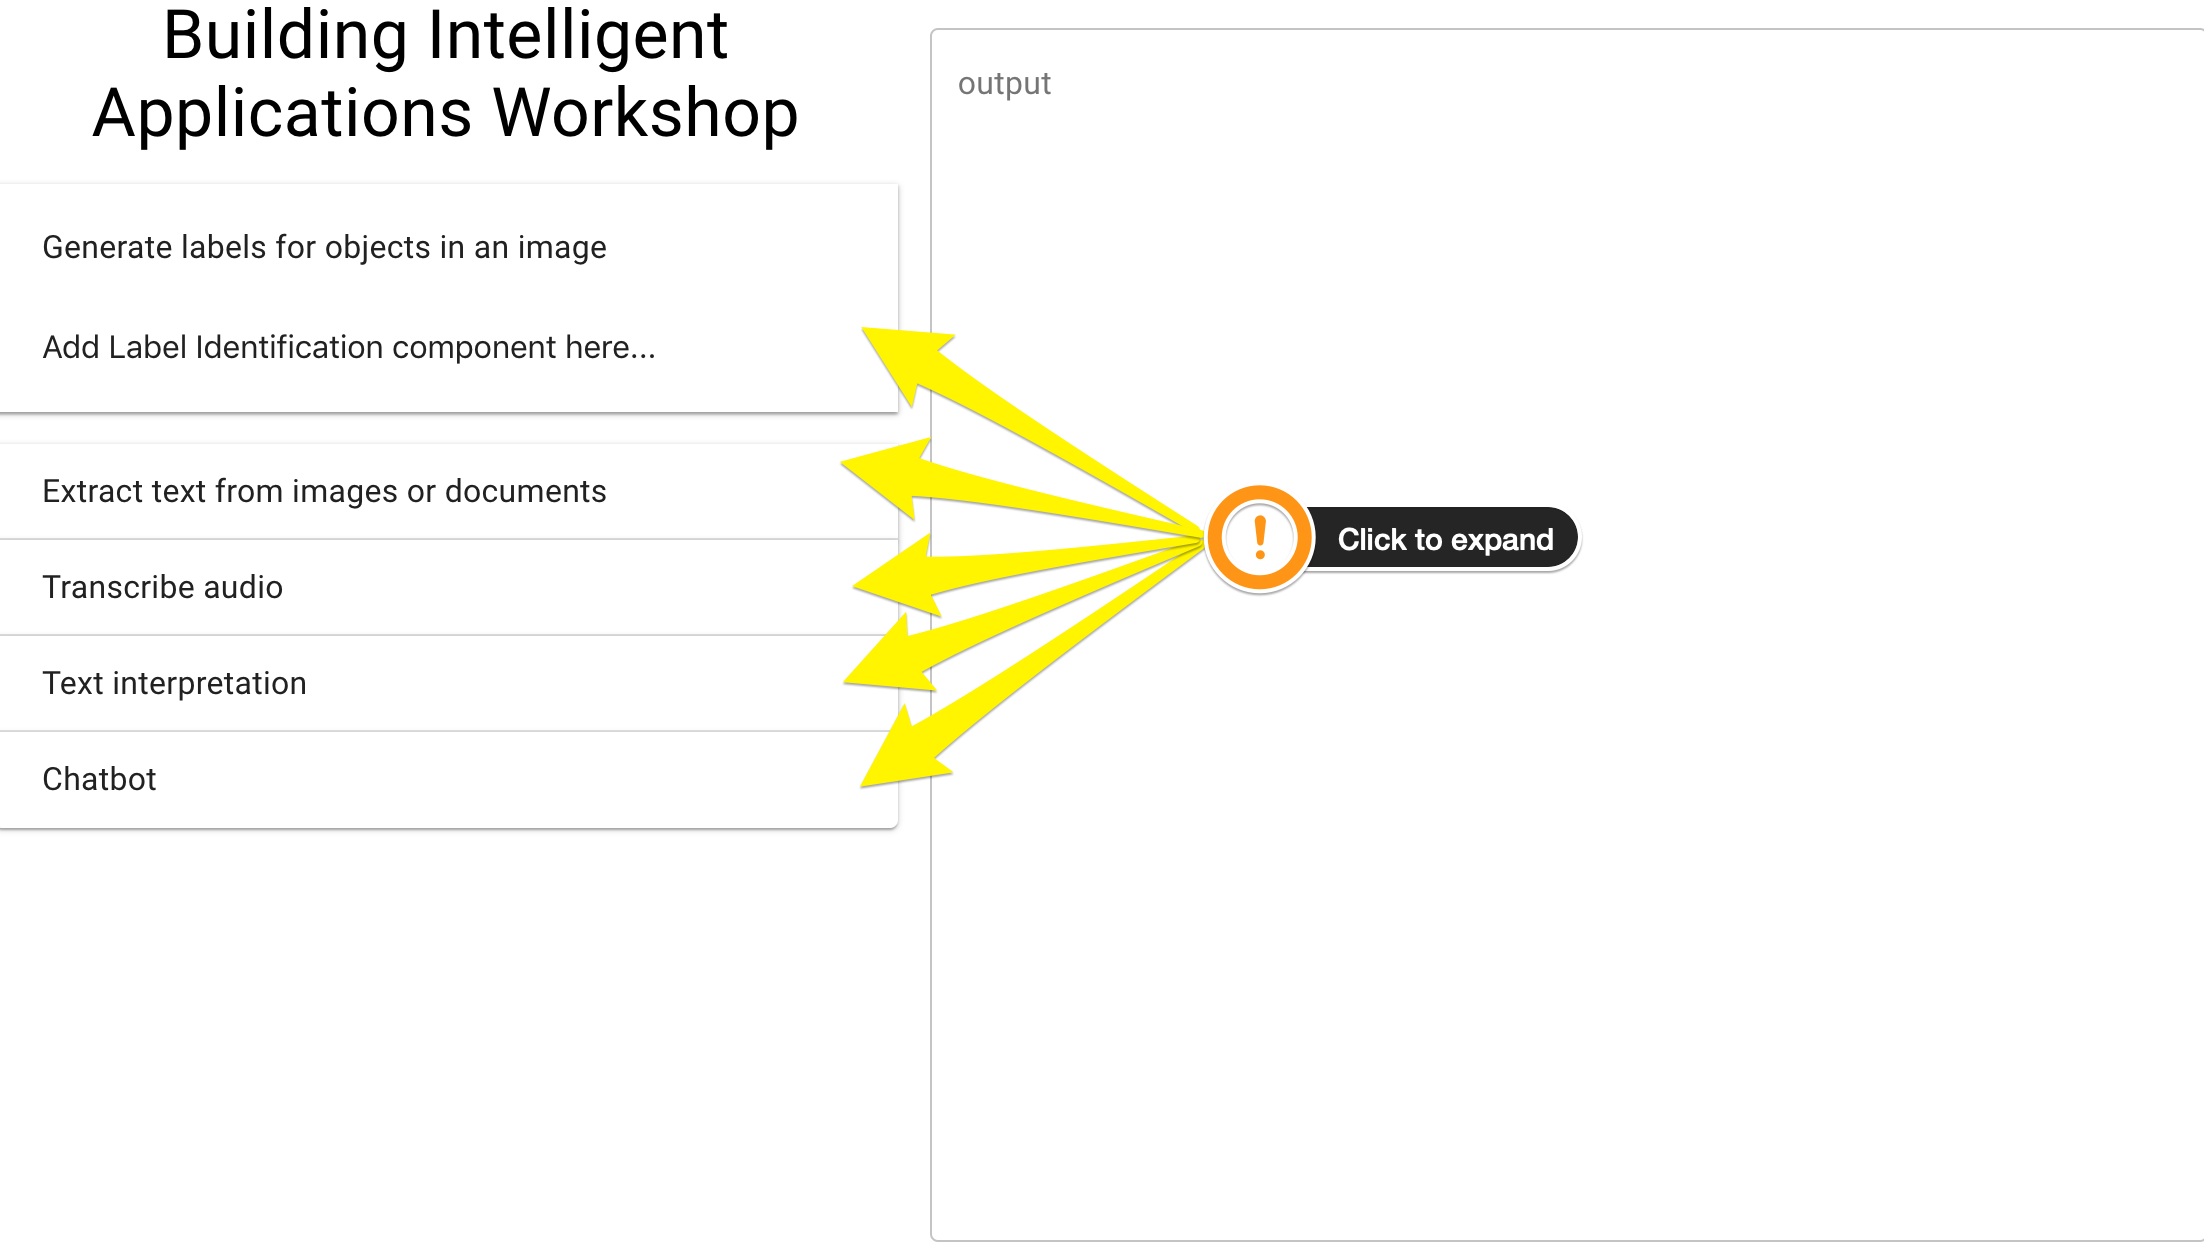 Building Intelligent
Applications Workshop
Generate labels for objects in an image
Add Label Identification component here...
Extract text from images or documents
Transcribe audio
Text interpretation
Chatbot
output
!
Click to expand